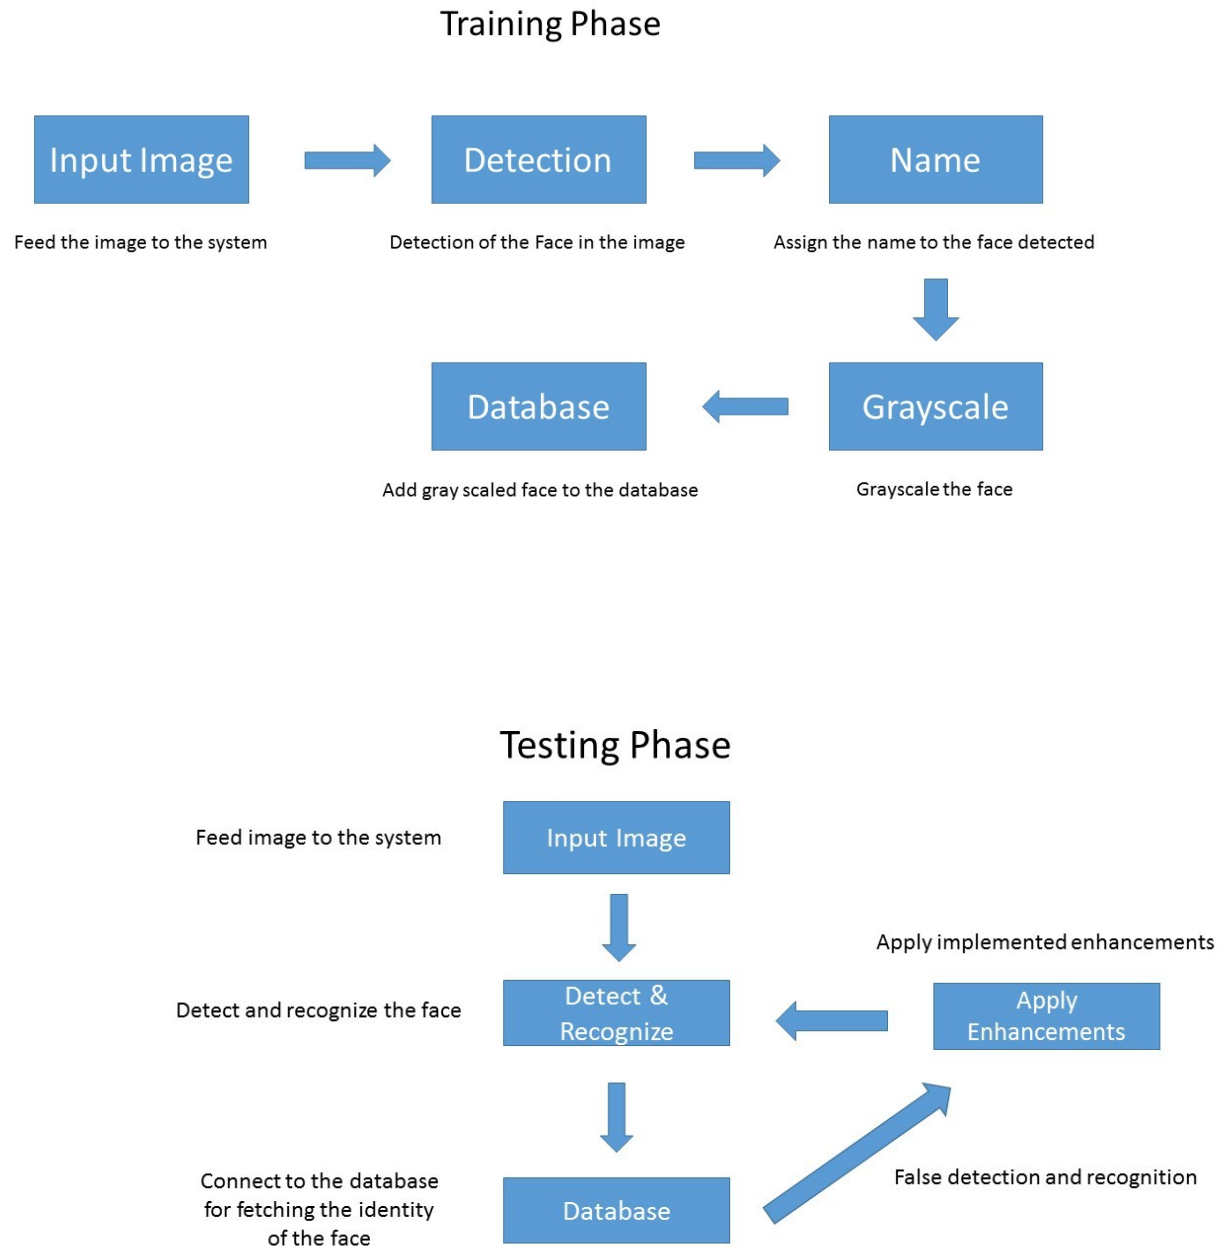 Training Phase
Input Image
Detection
Name
Feed the image to the system
Detection of the Face in the image
Assign the name to the face detected
Database
Grayscale
Add gray scaled face to the database
Grayscale the face
Testing Phase
Feed image to the system
Input Image
Apply implemented enhancements
Detect and recognize the face
Detect &
Recognize
Apply
Enhancements
False detection and recognition
Connect to the database
for fetching the identity
of the face
Database